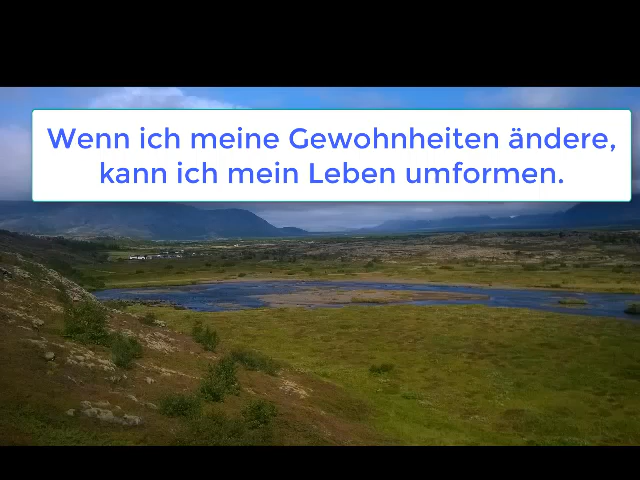 Wenn ich meine Gewohnheiten ändere,
kann ich mein Leben umformen.